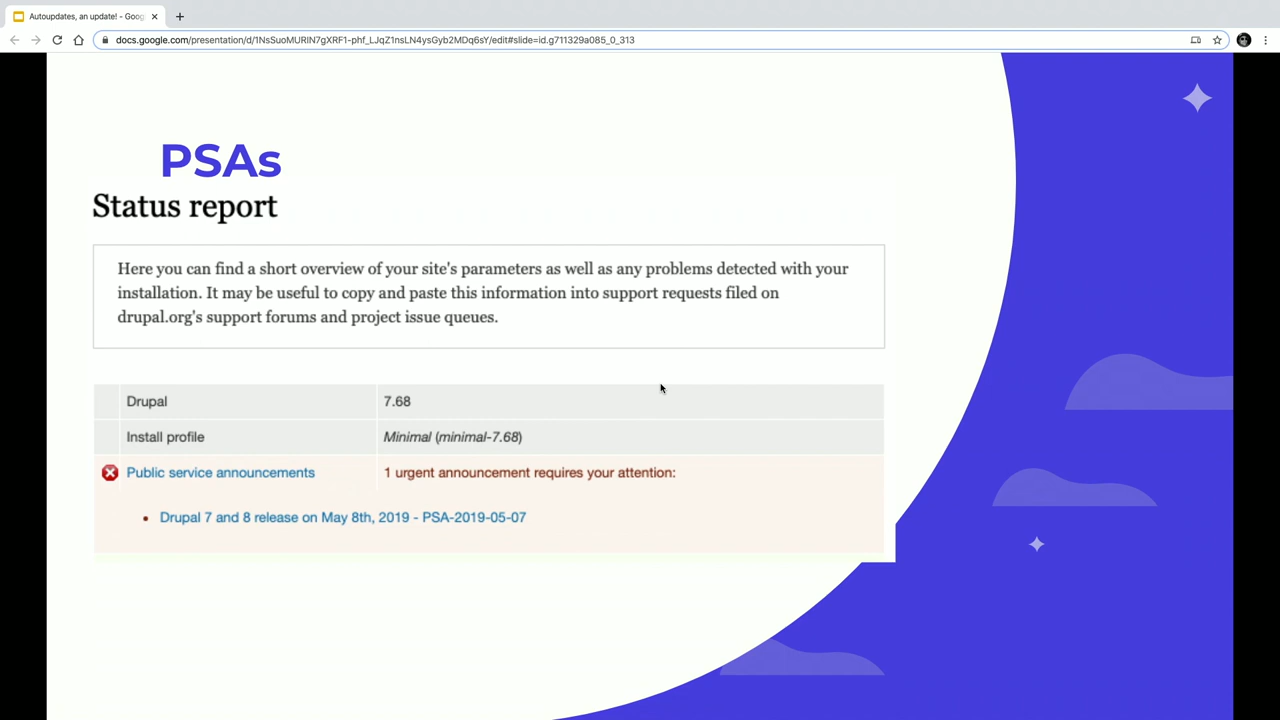 Autoupdates, an update! - Goog
docs.google.com/presentation/d/1NsSuoMURIN7gXRF1-phf_LJqZ1nsLN4ysGyb2MDq6sY/edit#slide=id.g711329a085_0_313
PSAs
Status report
Here you can find a short overview of your site's parameters as well as any problems detected with your
installation. It may be useful to copy and paste this information into support requests filed on
drupal.org's support forums and project issue queues.
Drupal 7.68
Install profile Minimal (minimal-7.68)
Public service announcements 1 urgent announcement requires your attention:
• Drupal 7 and 8 release on May 8th, 2019 - PSA-2019-05-07